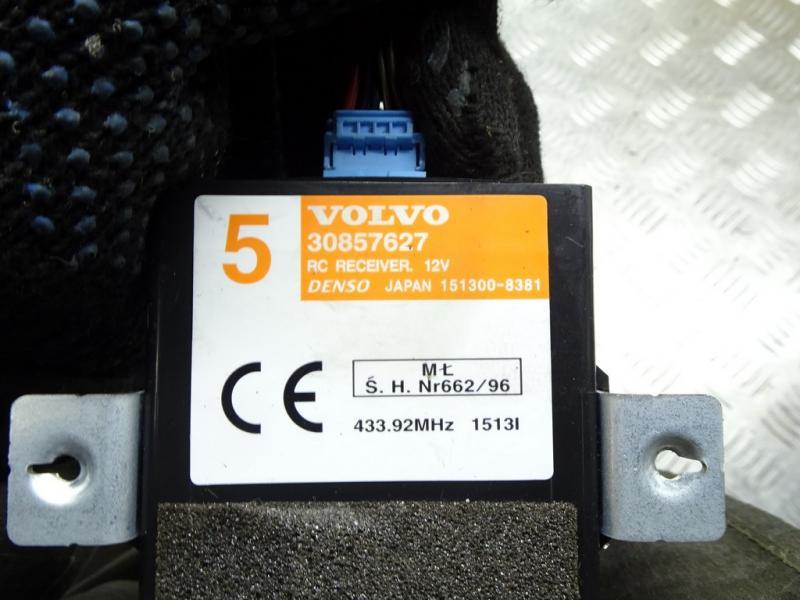 5
VOLVO
30857627
RC RECEIVER. 12V
DENSO JAPAN 151300-8381
CE
MŁ
Ś. H. Nr662/96
433.92MHz 1513I